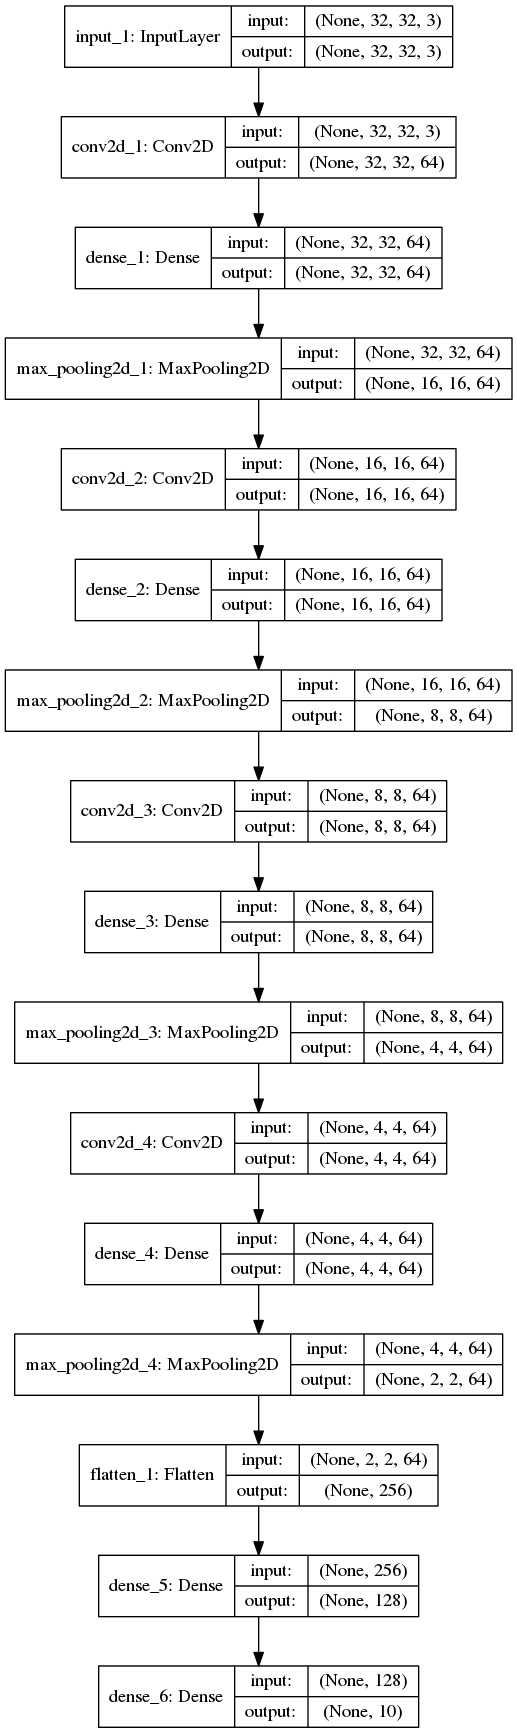 input_1: InputLayer
input: (None, 32, 32, 3)
output: (None, 32, 32, 3)
conv2d_1: Conv2D
input: (None, 32, 32, 3)
output: (None, 32, 32, 64)
dense_1: Dense
input: (None, 32, 32, 64)
output: (None, 32, 32, 64)
max_pooling2d_1: MaxPooling2D
input: (None, 32, 32, 64)
output: (None, 16, 16, 64)
conv2d_2: Conv2D
input: (None, 16, 16, 64)
output: (None, 16, 16, 64)
dense_2: Dense
input: (None, 16, 16, 64)
output: (None, 16, 16, 64)
max_pooling2d_2: MaxPooling2D
input: (None, 16, 16, 64)
output: (None, 8, 8, 64)
conv2d_3: Conv2D
input: (None, 8, 8, 64)
output: (None, 8, 8, 64)
dense_3: Dense
input: (None, 8, 8, 64)
output: (None, 8, 8, 64)
max_pooling2d_3: MaxPooling2D
input: (None, 8, 8, 64)
output: (None, 4, 4, 64)
conv2d_4: Conv2D
input: (None, 4, 4, 64)
output: (None, 4, 4, 64)
dense_4: Dense
input: (None, 4, 4, 64)
output: (None, 4, 4, 64)
max_pooling2d_4: MaxPooling2D
input: (None, 4, 4, 64)
output: (None, 2, 2, 64)
flatten_1: Flatten
input: (None, 2, 2, 64)
output: (None, 256)
dense_5: Dense
input: (None, 256)
output: (None, 128)
dense_6: Dense
input: (None, 128)
output: (None, 10)